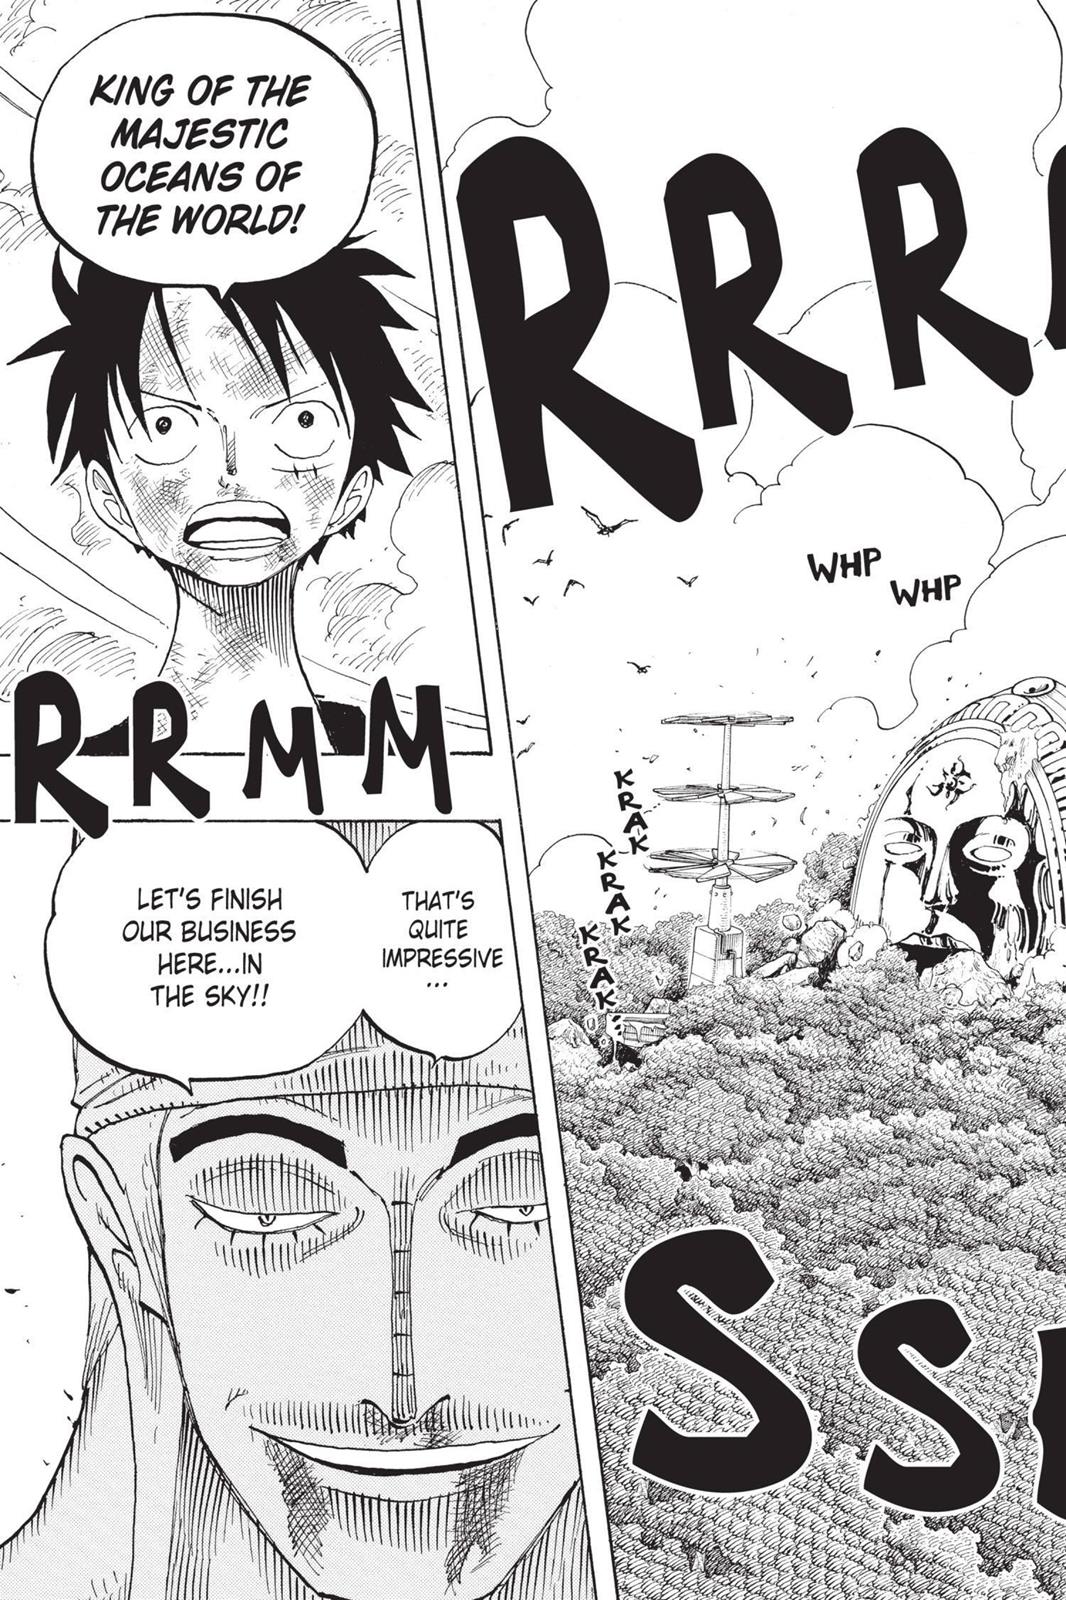 RRRR
WHP
WHP
KRAK
KRAK
KRAK...
SS
KING OF THE
MAJESTIC
OCEANS OF
THE WORLD!
RRMM
THAT'S
QUITE
IMPRESSIVE
...
LET'S FINISH
OUR BUSINESS
HERE...IN
THE SKY!!